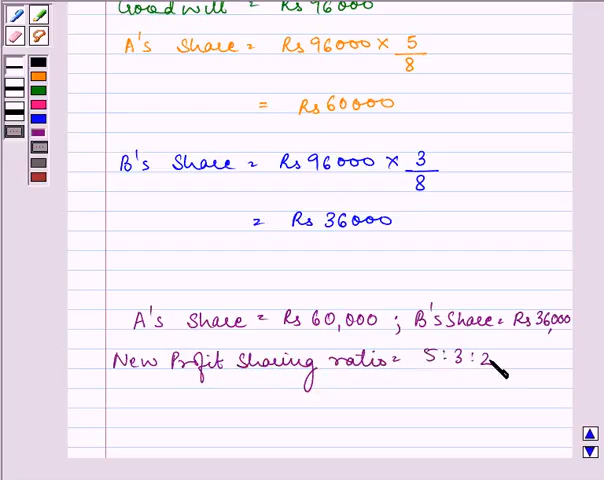 Goodwill = Rs 96000
A's Share = Rs 96000 × 5/8
= Rs 60000
B's Share = Rs 96000 × 3/8
= Rs 36000
A's Share = Rs 60,000 ; B's Share = Rs 36,000
New Profit Sharing ratio = 5:3:2